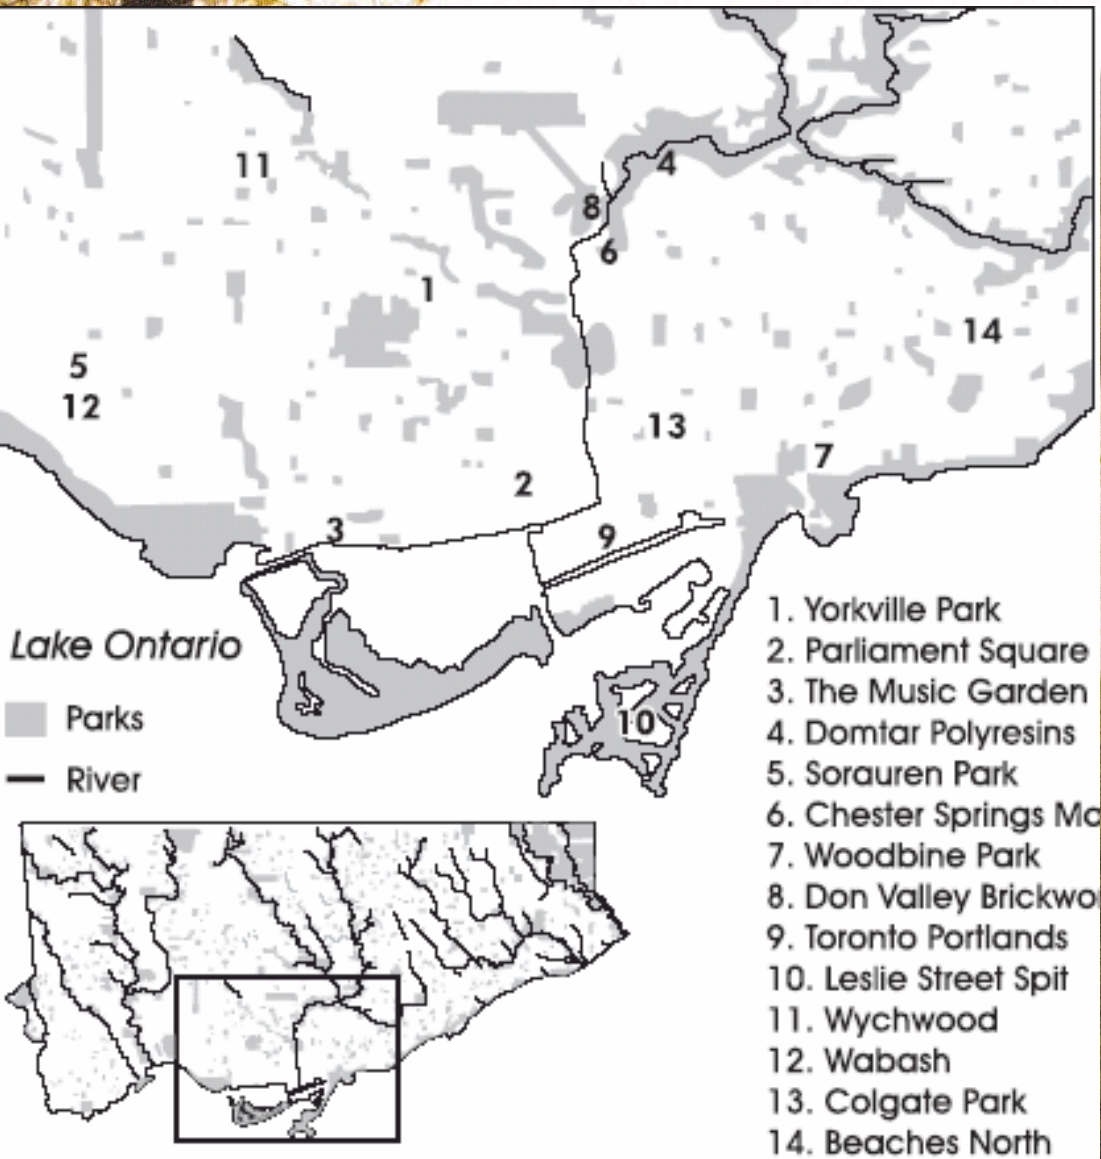 11
4
8
6
1
14
5
12
13
7
2
3
9
10
Lake Ontario
Parks
River
1. Yorkville Park
2. Parliament Square
3. The Music Garden
4. Domtar Polyresins
5. Sorauren Park
6. Chester Springs
7. Woodbine Park
8. Don Valley
9. Toronto Portlands
10. Leslie Street Spit
11. Wychwood
12. Wabash
13. Colgate Park
14. Beaches North